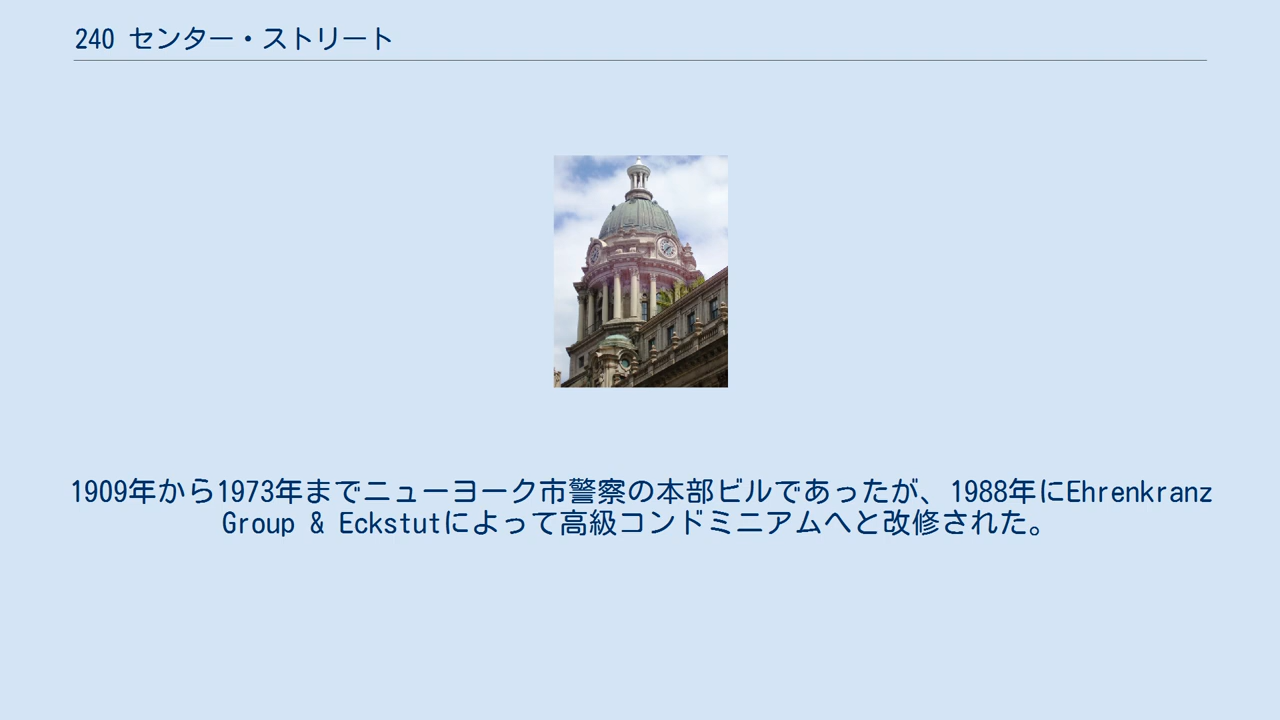 240 センター・ストリート
1909年から1973年までニューヨーク市警察の本部ビルであったが、1988年にEhrenkranz
Group & Eckstutによって高級コンドミニアムへと改修された。